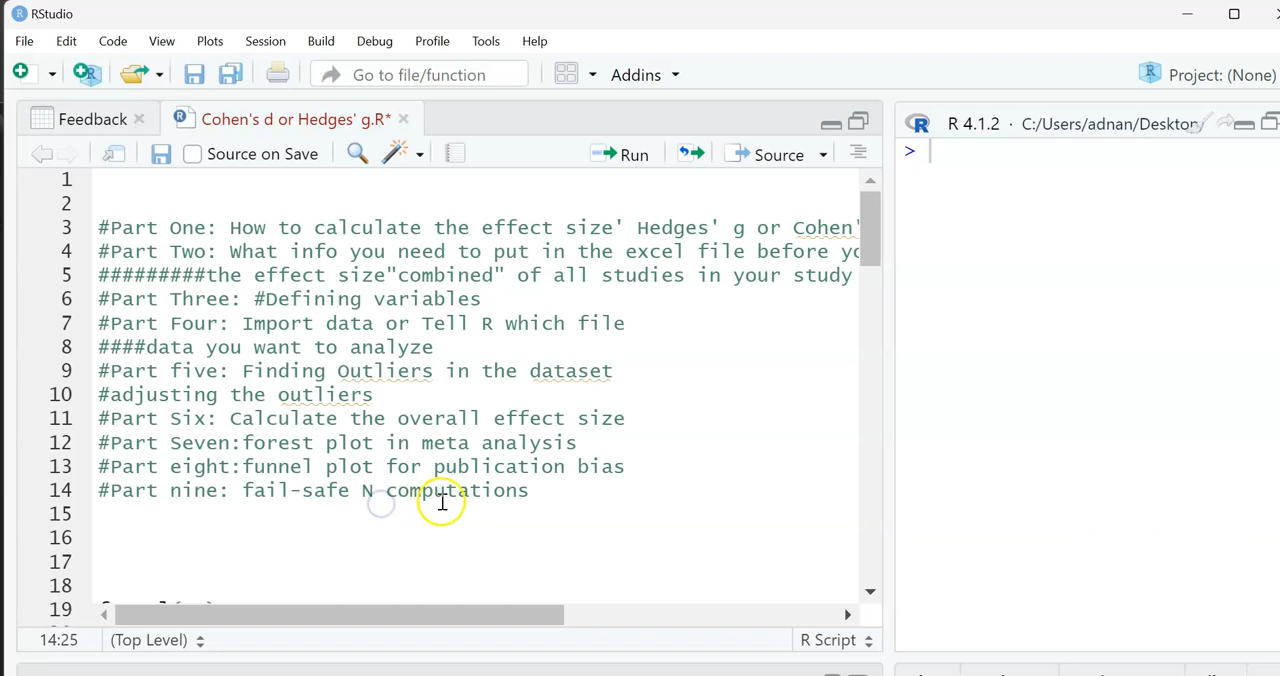 RStudio
File Edit Code View Plots Session Build Debug Profile Tools Help
Go to file/function Addins Project: (None)
Feedback Cohen's d or Hedges' g.R*
R 4.1.2 · C:/Users/adnan/Desktop
Source on Save Run Source
>
1
2
3 #Part One: How to calculate the effect size' Hedges' g or Cohen'
4 #Part Two: What info you need to put in the excel file before
5 #########the effect size"combined" of all studies in your study
6 #Part Three: #Defining variables
7 #Part Four: Import data or Tell R which file
8 ####data you want to analyze
9 #Part five: Finding Outliers in the dataset
10 #adjusting the outliers
11 #Part Six: Calculate the overall effect size
12 #Part Seven:forest plot in meta analysis
13 #Part eight:funnel plot for publication bias
14 #Part nine: fail-safe N computations
15
16
17
18
19
14:25 (Top Level) R Script